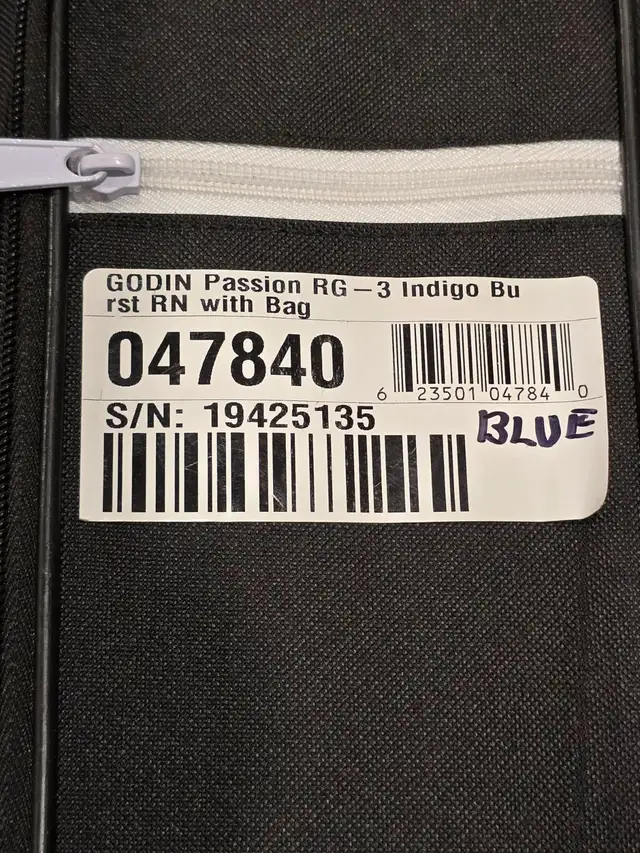 GODIN Passion RG-3 Indigo Bu
rst RN with Bag
047840
6 23501 04784 0
S/N: 19425135
BLUE